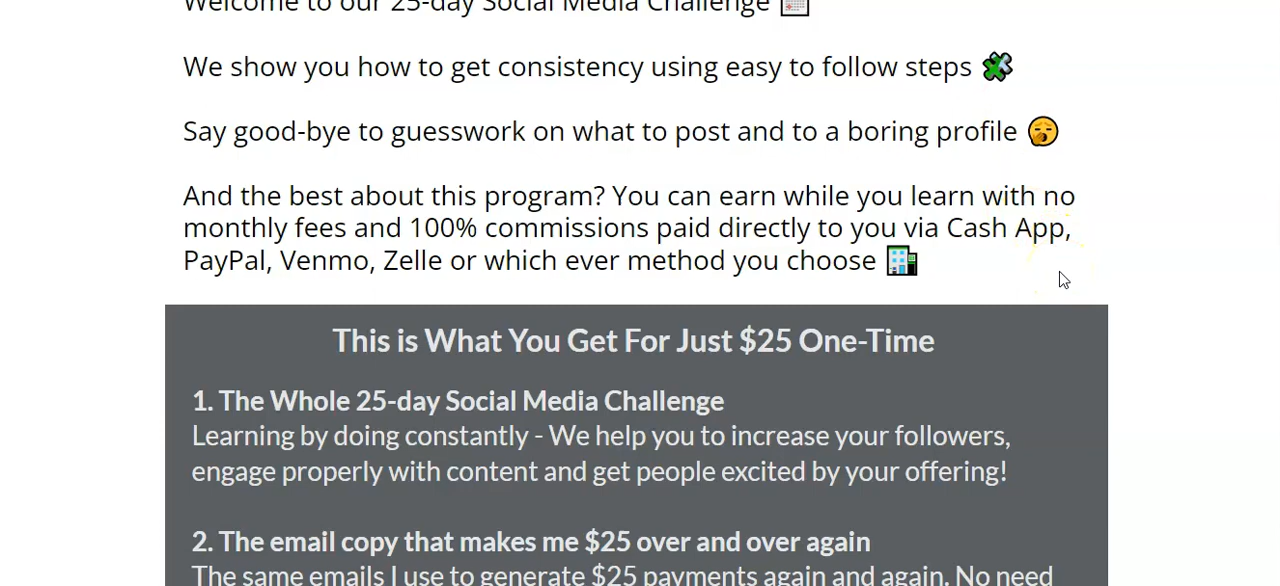 Welcome to our 25-day Social Media Challenge
We show you how to get consistency using easy to follow steps
Say good-bye to guesswork on what to post and to a boring profile
And the best about this program? You can earn while you learn with no
monthly fees and 100% commissions paid directly to you via Cash App,
PayPal, Venmo, Zelle or which ever method you choose
This is What You Get For Just $25 One-Time
1. The Whole 25-day Social Media Challenge
Learning by doing constantly - We help you to increase your followers,
engage properly with content and get people excited by your offering!
2. The email copy that makes me $25 over and over again
The same emails I use to generate $25 payments again and again. No need